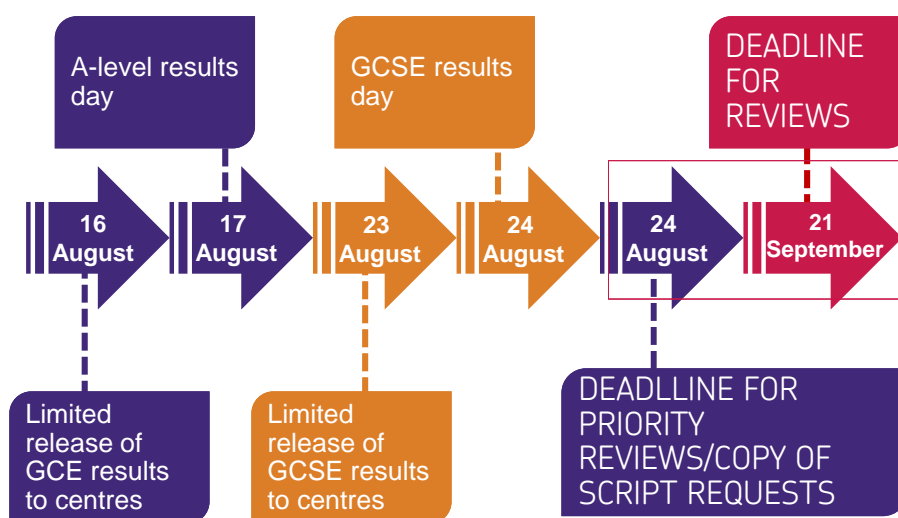 A-level results
day
GCSE results
day
DEADLINE
FOR
REVIEWS
16
August
17
August
23
August
24
August
24
August
21
September
Limited
release of
GCE results
to centres
Limited
release of
GCSE results
to centres
DEADLLINE FOR
PRIORITY
REVIEWS/COPY OF
SCRIPT REQUESTS